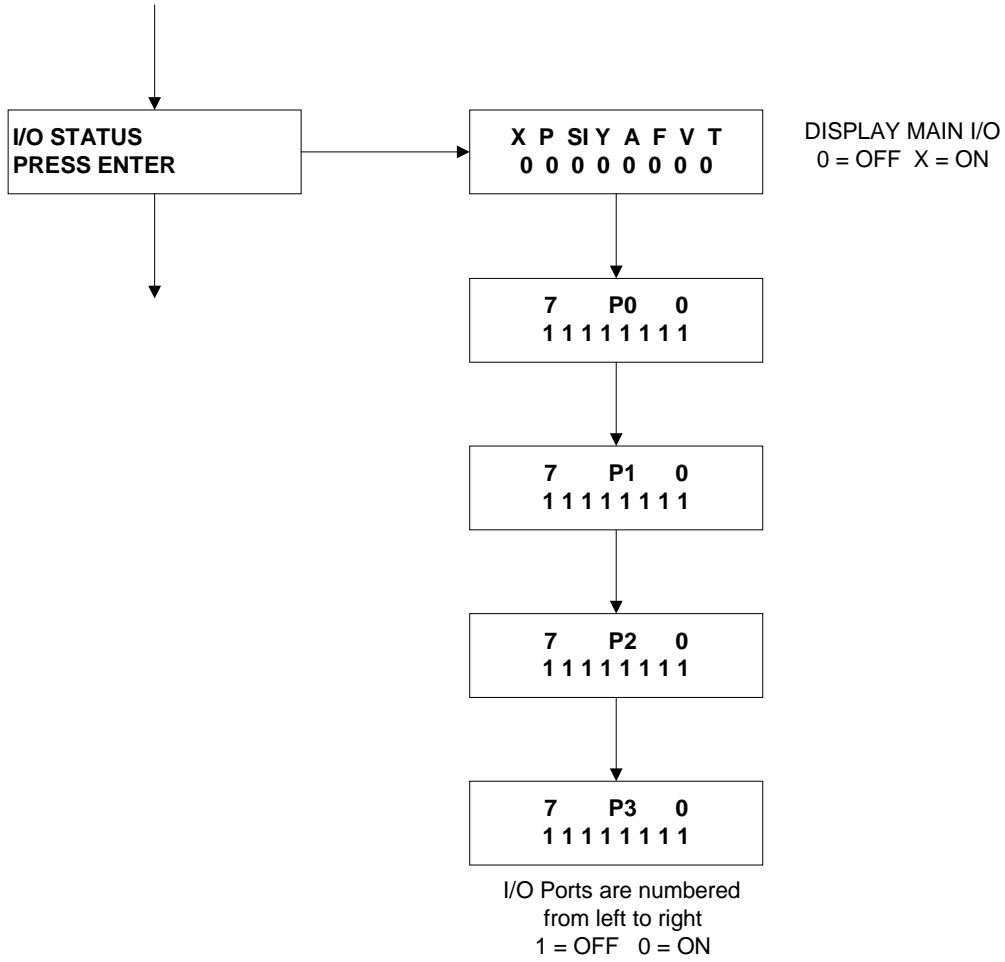 I/O STATUS
PRESS ENTER
X P SI Y A F V T
0 0 0 0 0 0 0 0
DISPLAY MAIN I/O
0 = OFF X = ON
7 P0 0
1 1 1 1 1 1 1 1
7 P1 0
1 1 1 1 1 1 1 1
7 P2 0
1 1 1 1 1 1 1 1
7 P3 0
1 1 1 1 1 1 1 1
I/O Ports are numbered
from left to right
1 = OFF 0 = ON